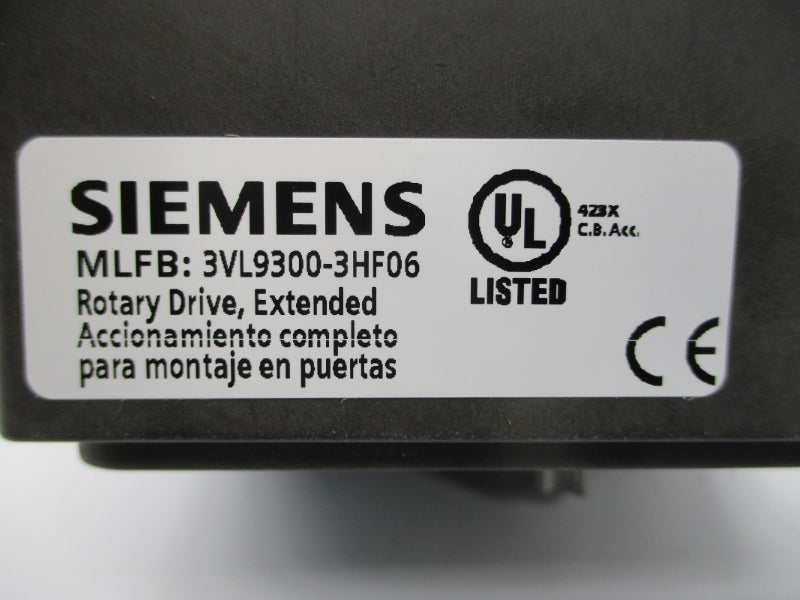 SIEMENS
MLFB: 3VL9300-3HF06
Rotary Drive, Extended
Accionamiento completo
para montaje en puertas
UL
LISTED
423X
C.B. Acc.
CE